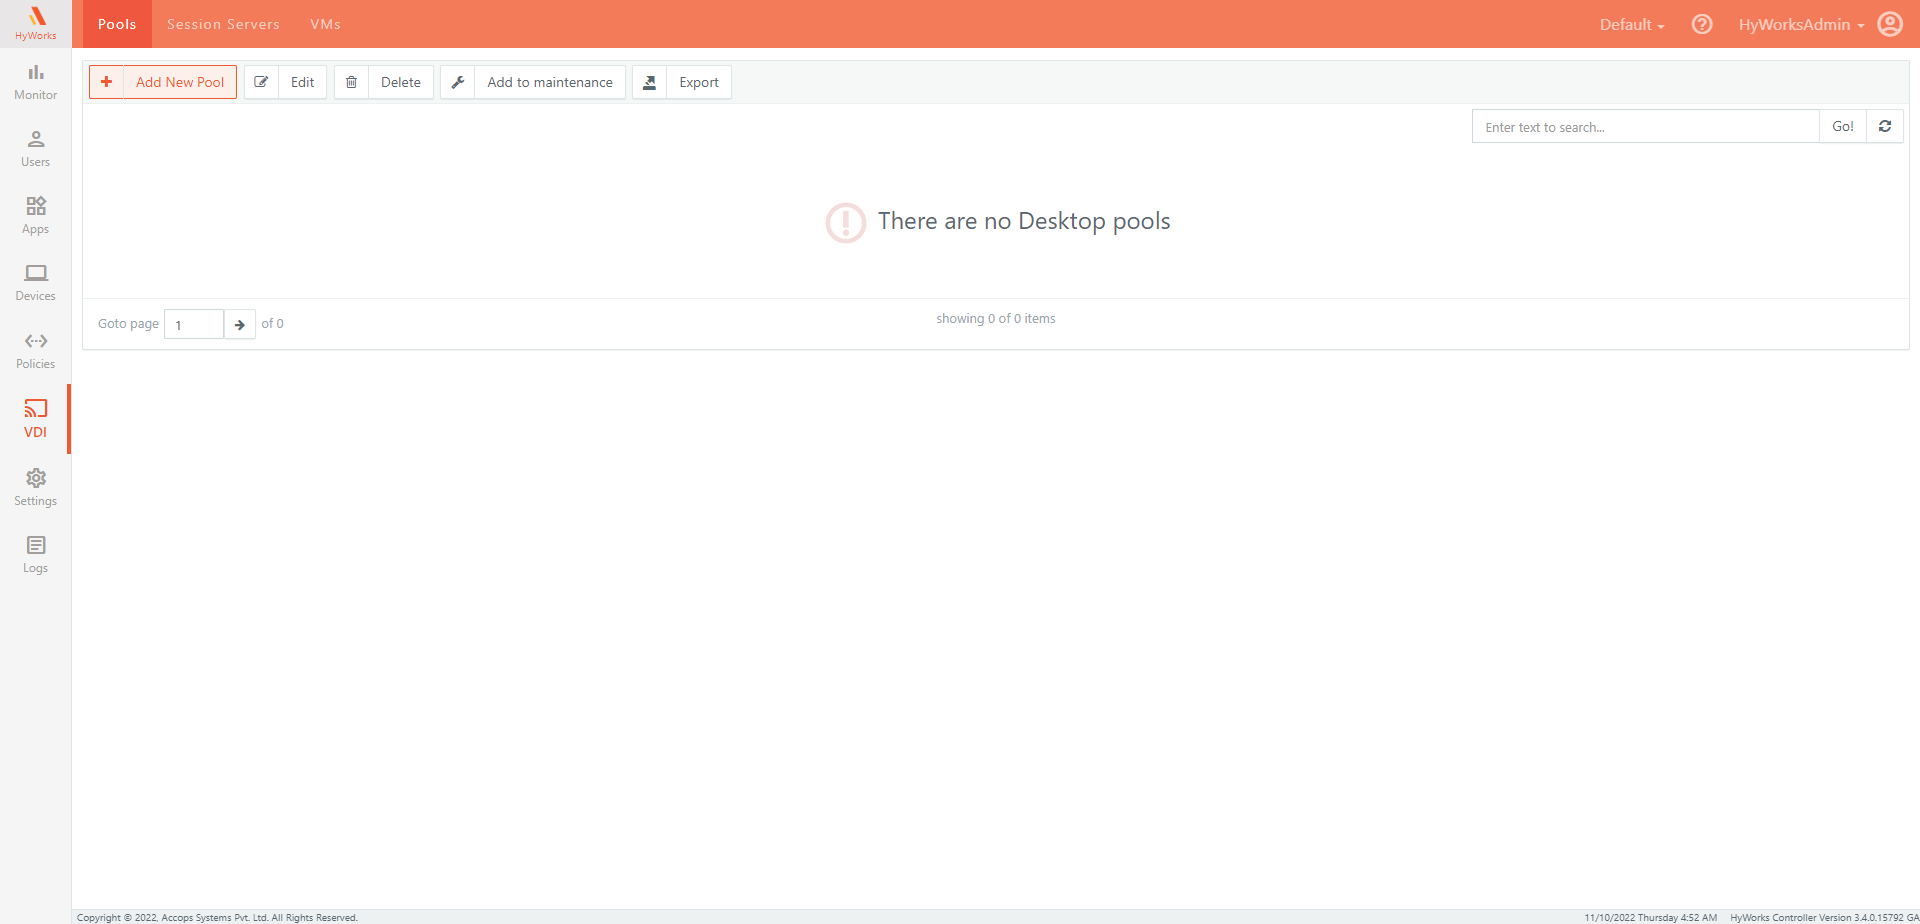 HyWorks
Pools Session Servers VMs Default HyWorksAdmin
Monitor
Users
Apps
Devices
Policies
VDI
Settings
Logs
Add New Pool Edit Delete Add to maintenance Export
Enter text to search... Go!
There are no Desktop pools
Goto page 1 of 0 showing 0 of 0 items
Copyright © 2022, Accops Systems Pvt. Ltd. All Rights Reserved. 11/10/2022 Thursday 4:52 AM HyWorks Controller Version 3.4.0.15792 GA